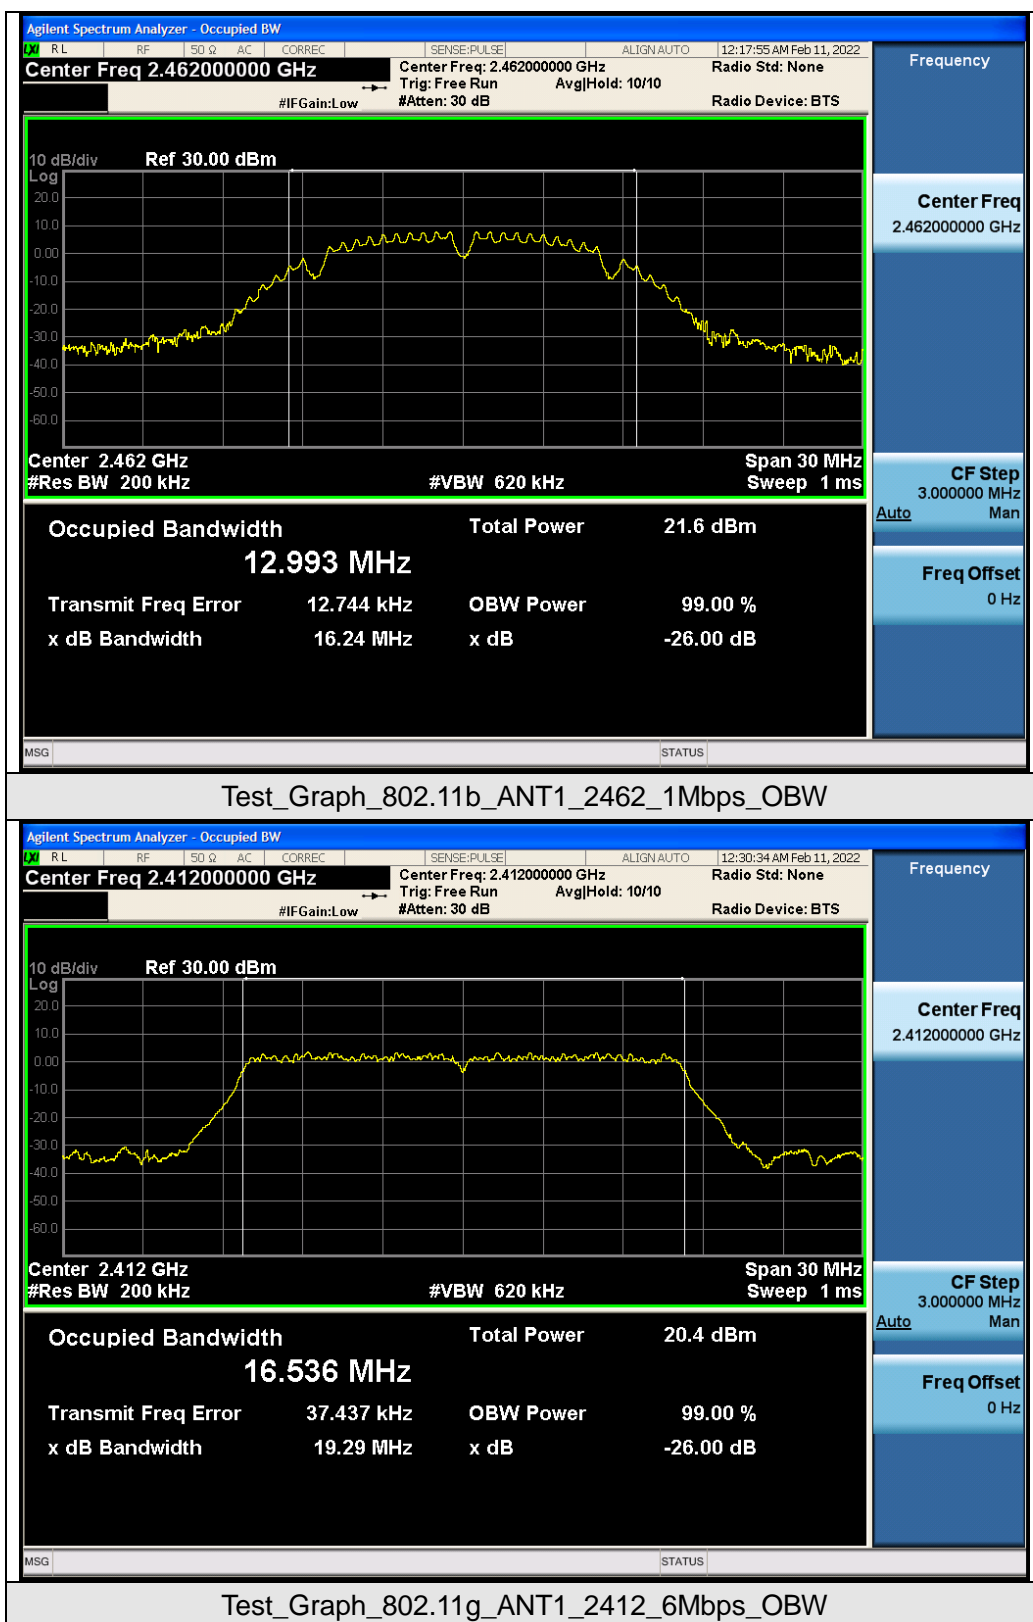 Agilent Spectrum Analyzer - Occupied BW
LXI RL RF 50 Ω AC CORREC SENSE:PULSE ALIGN AUTO 12:17:55 AM Feb 11, 2022
Center Freq 2.462000000 GHz
Center Freq: 2.462000000 GHz
Radio Std: None
Trig: Free Run Avg|Hold: 10/10
#IFGain:Low #Atten: 30 dB Radio Device: BTS
Frequency
10 dB/div Ref 30.00 dBm
Log
20.0
10.0
0.00
-10.0
-20.0
-30.0
-40.0
-50.0
-60.0
Center 2.462 GHz Span 30 MHz
#Res BW 200 kHz #VBW 620 kHz Sweep 1 ms
Center Freq
2.462000000 GHz
CF Step
3.000000 MHz
Auto Man
Freq Offset
0 Hz
Occupied Bandwidth Total Power 21.6 dBm
12.993 MHz
Transmit Freq Error 12.744 kHz OBW Power 99.00 %
x dB Bandwidth 16.24 MHz x dB -26.00 dB
MSG STATUS
Test_Graph_802.11b_ANT1_2462_1Mbps_OBW
Agilent Spectrum Analyzer - Occupied BW
LXI RL RF 50 Ω AC CORREC SENSE:PULSE ALIGN AUTO 12:30:34 AM Feb 11, 2022
Center Freq 2.412000000 GHz
Center Freq: 2.412000000 GHz
Radio Std: None
Trig: Free Run Avg|Hold: 10/10
#IFGain:Low #Atten: 30 dB Radio Device: BTS
Frequency
10 dB/div Ref 30.00 dBm
Log
20.0
10.0
0.00
-10.0
-20.0
-30.0
-40.0
-50.0
-60.0
Center 2.412 GHz Span 30 MHz
#Res BW 200 kHz #VBW 620 kHz Sweep 1 ms
Center Freq
2.412000000 GHz
CF Step
3.000000 MHz
Auto Man
Freq Offset
0 Hz
Occupied Bandwidth Total Power 20.4 dBm
16.536 MHz
Transmit Freq Error 37.437 kHz OBW Power 99.00 %
x dB Bandwidth 19.29 MHz x dB -26.00 dB
MSG STATUS
Test_Graph_802.11g_ANT1_2412_6Mbps_OBW